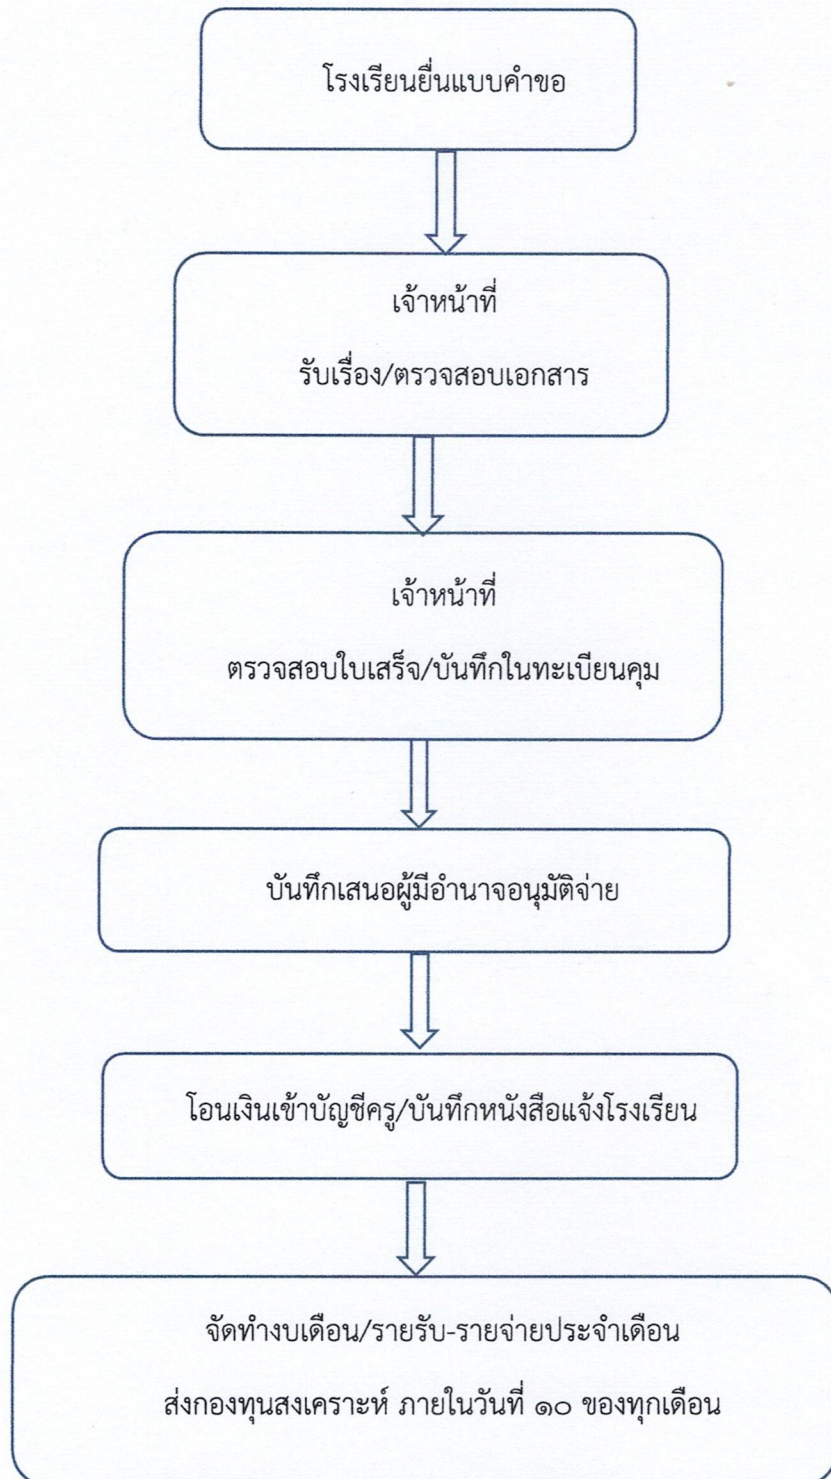 โรงเรียนยื่นแบบคำขอ
เจ้าหน้าที่
รับเรื่อง/ตรวจสอบเอกสาร
เจ้าหน้าที่
ตรวจสอบใบเสร็จ/บันทึกในทะเบียนคุม
บันทึกเสนอผู้มีอำนาจอนุมัติจ่าย
โอนเงินเข้าบัญชีครู/บันทึกหนังสือแจ้งโรงเรียน
จัดทำงบเดือน/รายรับ-รายจ่ายประจำเดือน
ส่งกองทุนสงเคราะห์ ภายในวันที่ ๑๐ ของทุกเดือน